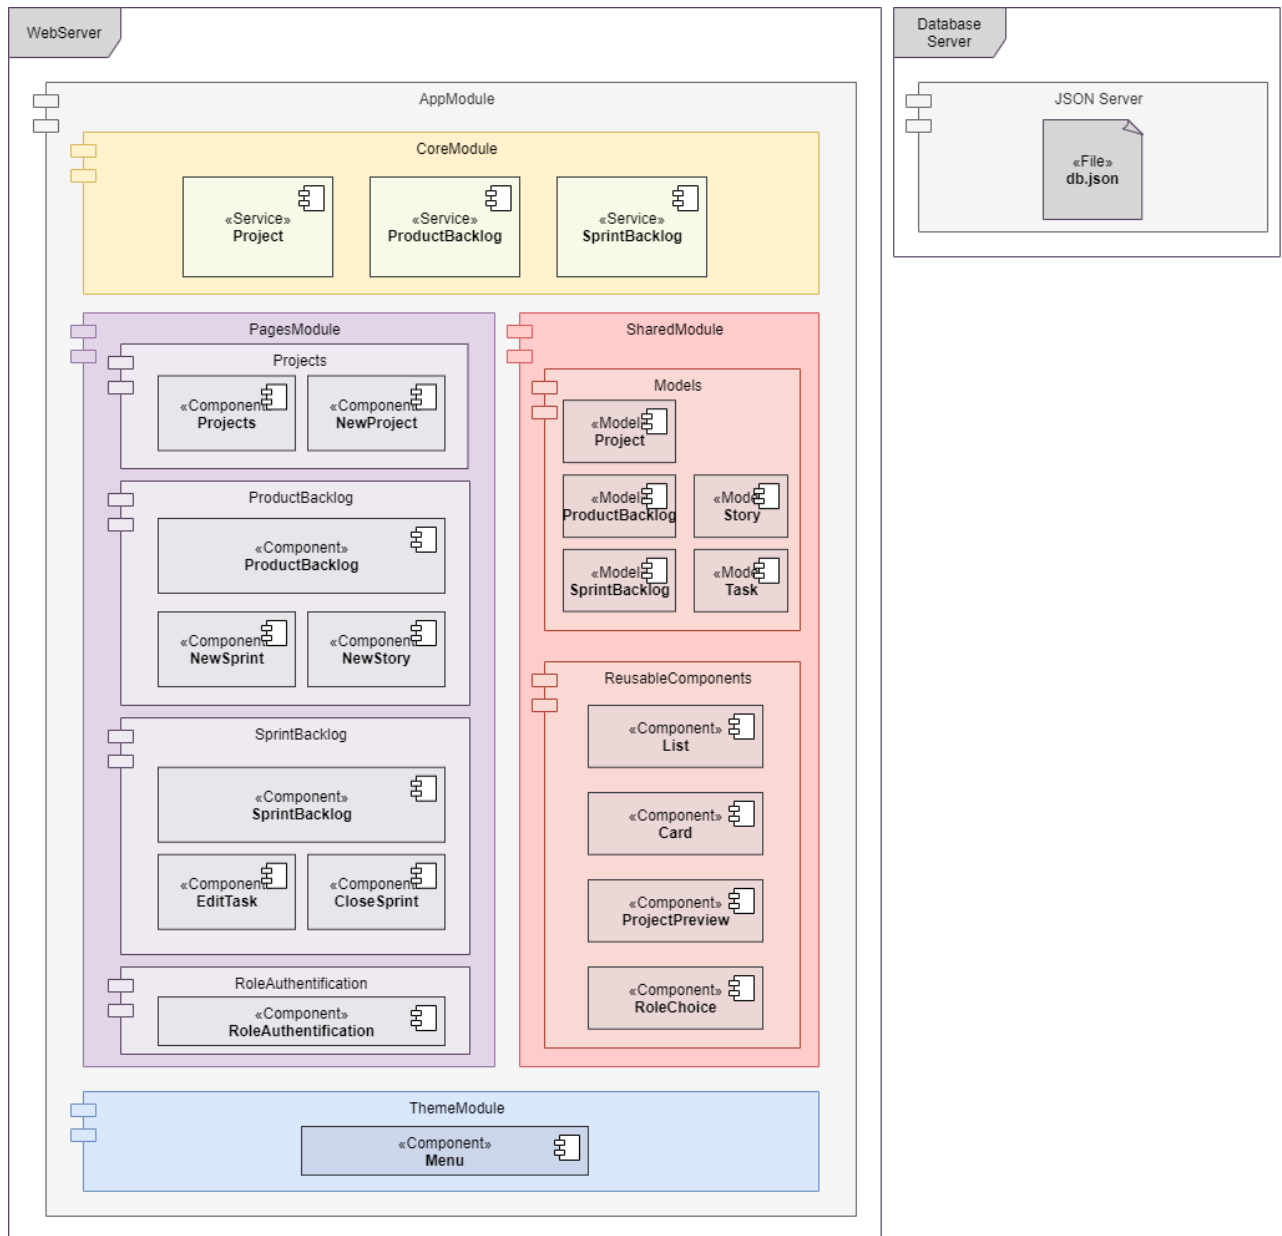 WebServer
AppModule
CoreModule
«Service»
Project
«Service»
ProductBacklog
«Service»
SprintBacklog
PagesModule
Projects
«Component
Projects
«Component
NewProject
ProductBacklog
«Component»
ProductBacklog
«Component
NewSprint
«Component
NewStory
SprintBacklog
«Component»
SprintBacklog
«Component
EditTask
«Component
CloseSprint
RoleAuthentification
«Component»
RoleAuthentification
SharedModule
Models
«Model
Project
«Model
ProductBacklog
«Mode
Story
«Model
SprintBacklog
«Mode
Task
ReusableComponents
«Component»
List
«Component»
Card
«Component»
ProjectPreview
«Component»
RoleChoice
ThemeModule
«Component»
Menu
Database
Server
JSON Server
«File»
db.json